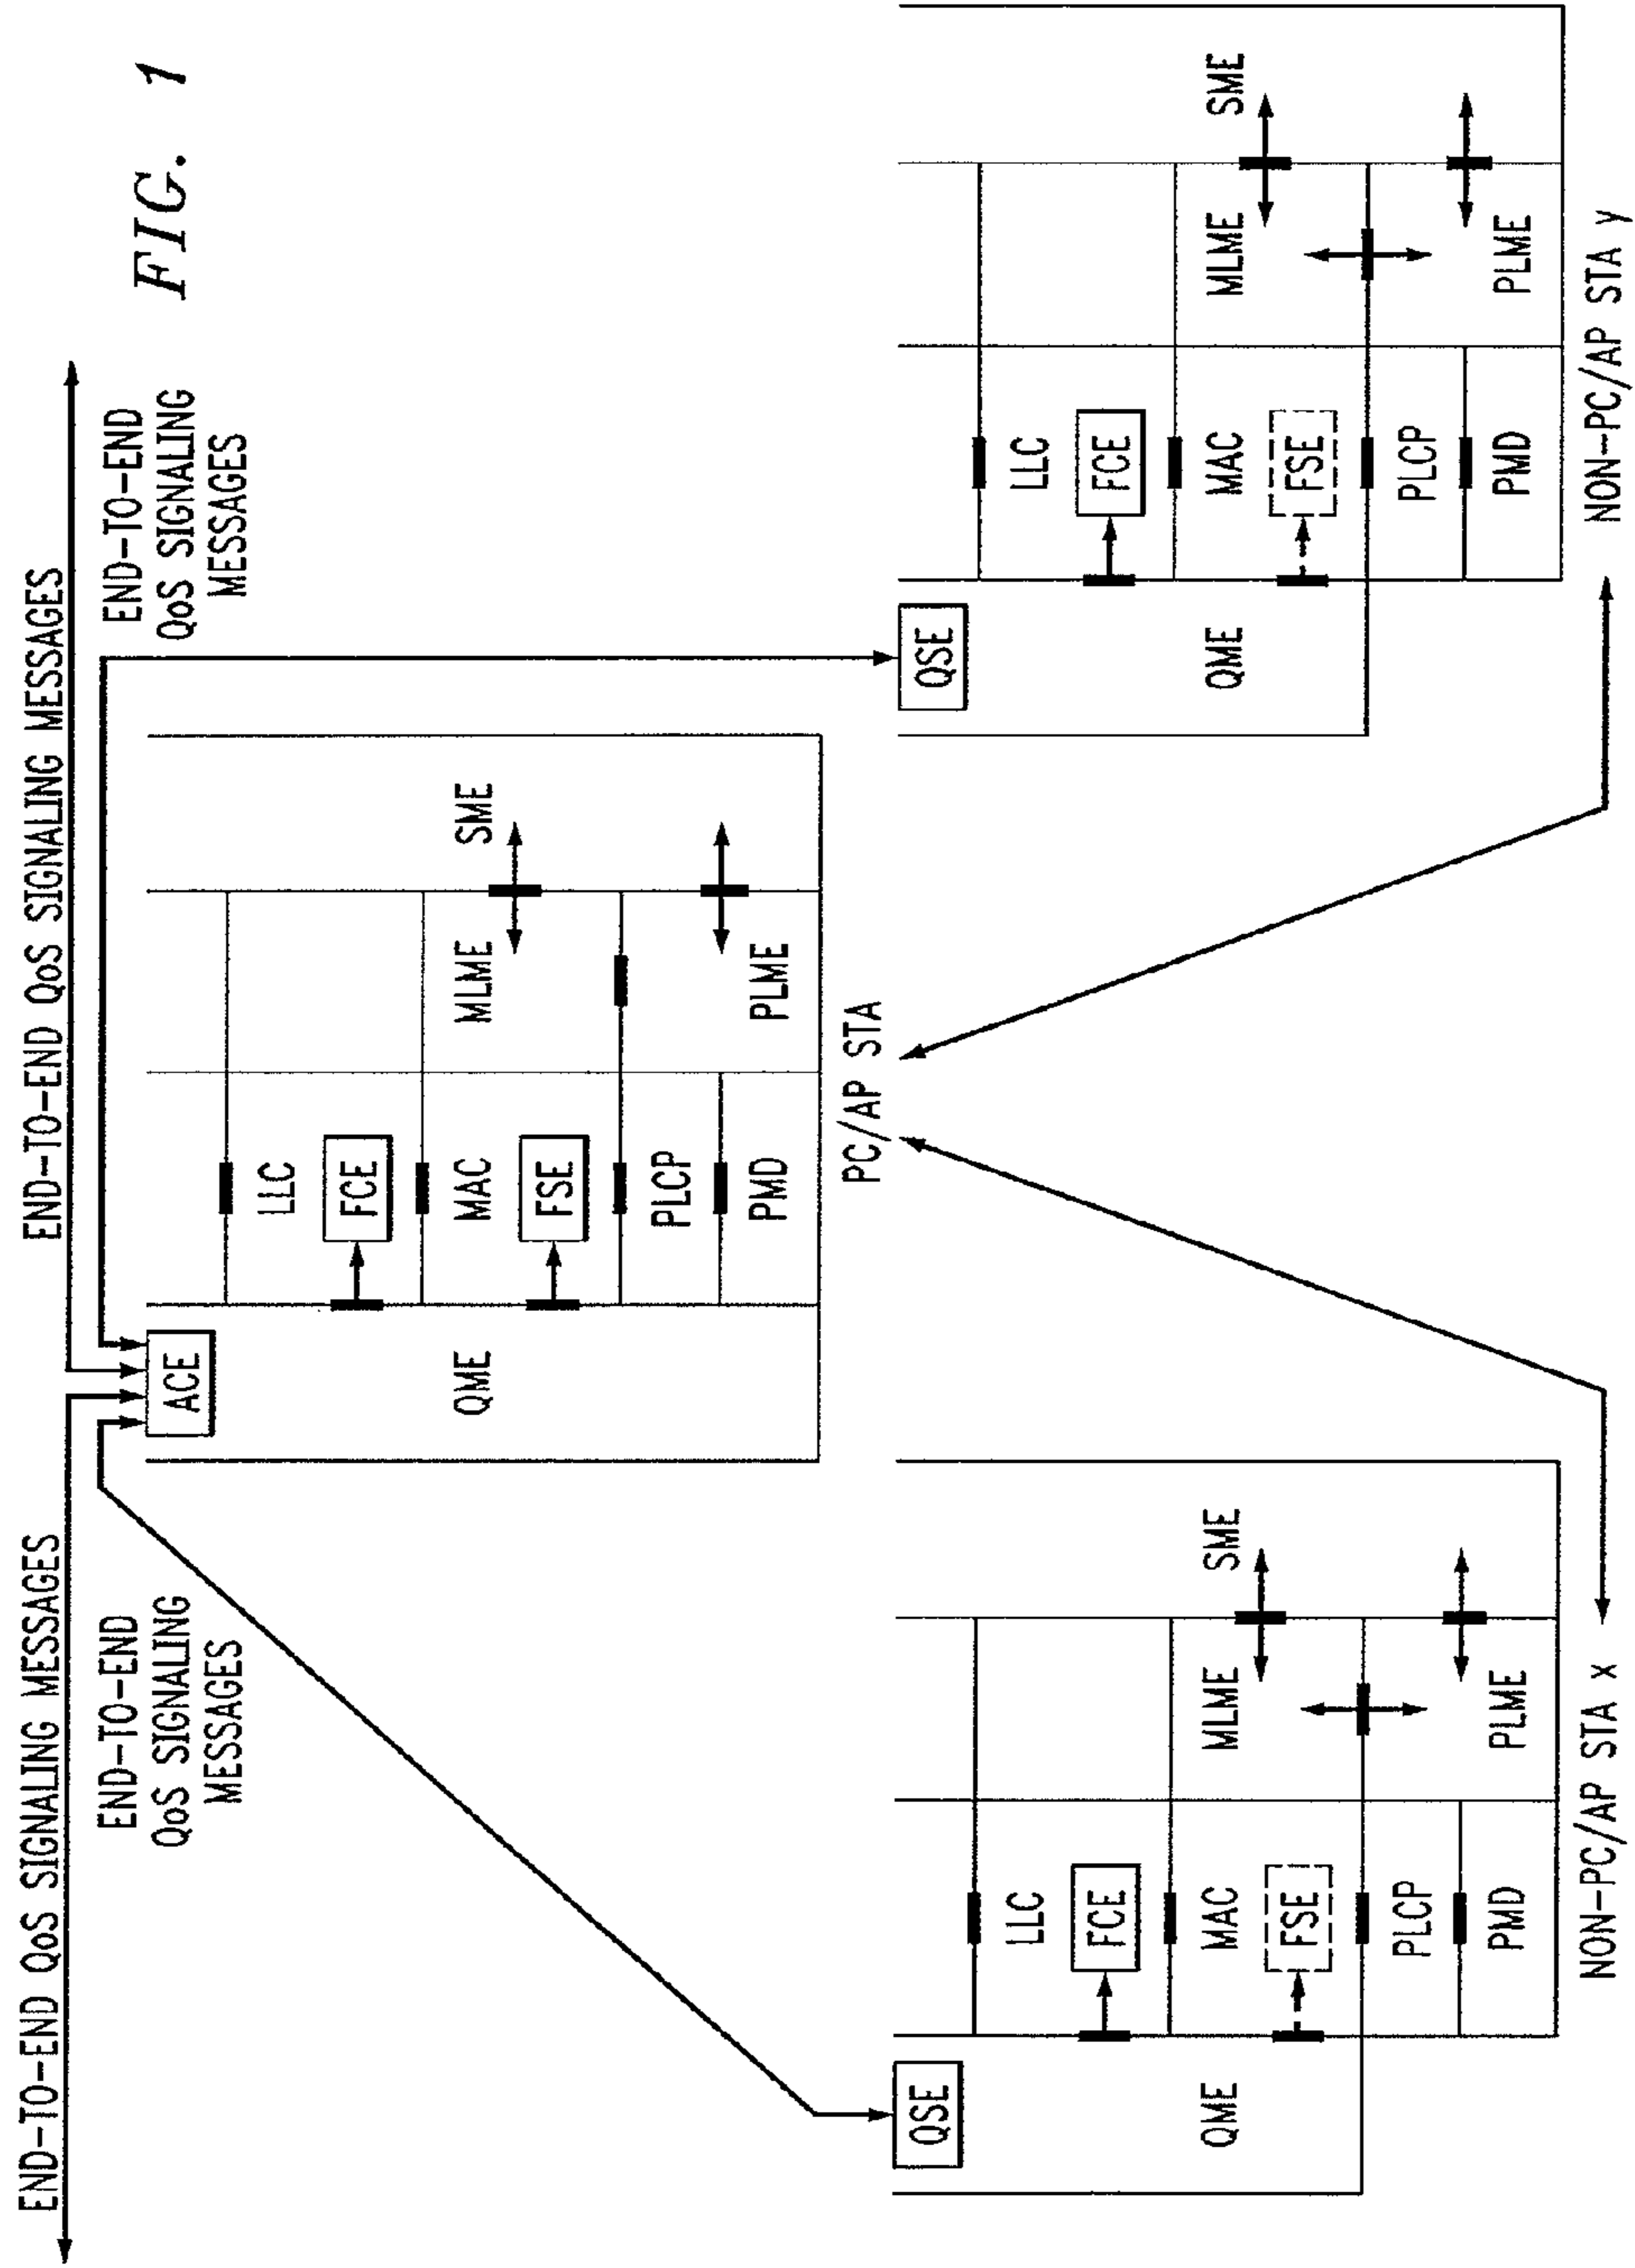 FIG. 1
END-TO-END QoS SIGNALING MESSAGES
END-TO-END QoS SIGNALING MESSAGES
END-TO-END
QoS SIGNALING
MESSAGES
END-TO-END
QoS SIGNALING
MESSAGES
ACE
QME
LLC
FCE
MAC
FSE
PLCP
PMD
MLME
PLME
SME
PC/AP STA
QSE
QME
LLC
FCE
MAC
FSE
PLCP
PMD
MLME
PLME
SME
NON-PC/AP STA x
QSE
QME
LLC
FCE
MAC
FSE
PLCP
PMD
MLME
PLME
SME
NON-PC/AP STA y